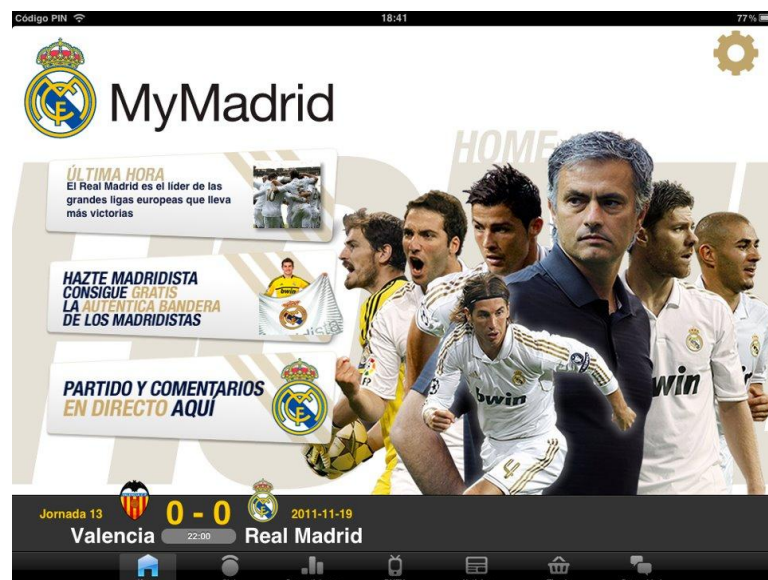 Código PIN
18:41
77 %
MyMadrid
HOME
ÚLTIMA HORA
El Real Madrid es el líder de las
grandes ligas europeas que lleva
más victorias
HAZTE MADRIDISTA
CONSIGUE GRATIS
LA AUTÉNTICA BANDERA
DE LOS MADRIDISTAS
bwin
PARTIDO Y COMENTARIOS
EN DIRECTO AQUÍ
bwin
win
4
Jornada 13
0 - 0
2011-11-19
Valencia
22:00
Real Madrid